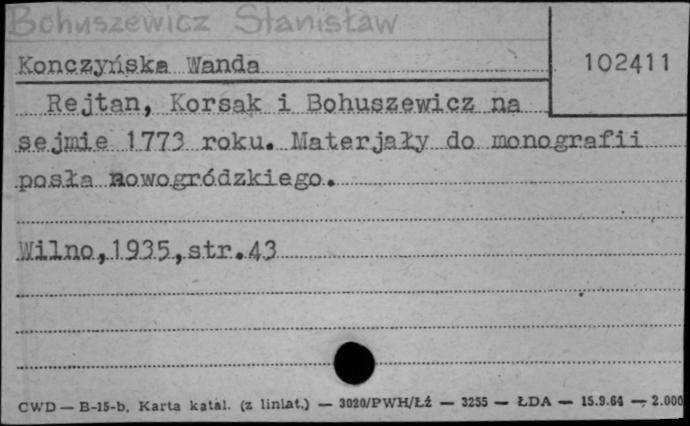 Bohuszewicz Stanisław
Konczyńska Wanda
102411
Rejtan, Korsak i Bohuszewicz na
sejmie 1773 roku. Materjały do monografii
posła nowogródzkiego.
Wilno,1935,str.43
CWD — B-15-b, Karta katal. (z liniat.) — 3020/PWH/Łź — 3255 — ŁDA — 15.9.64 — 2.000